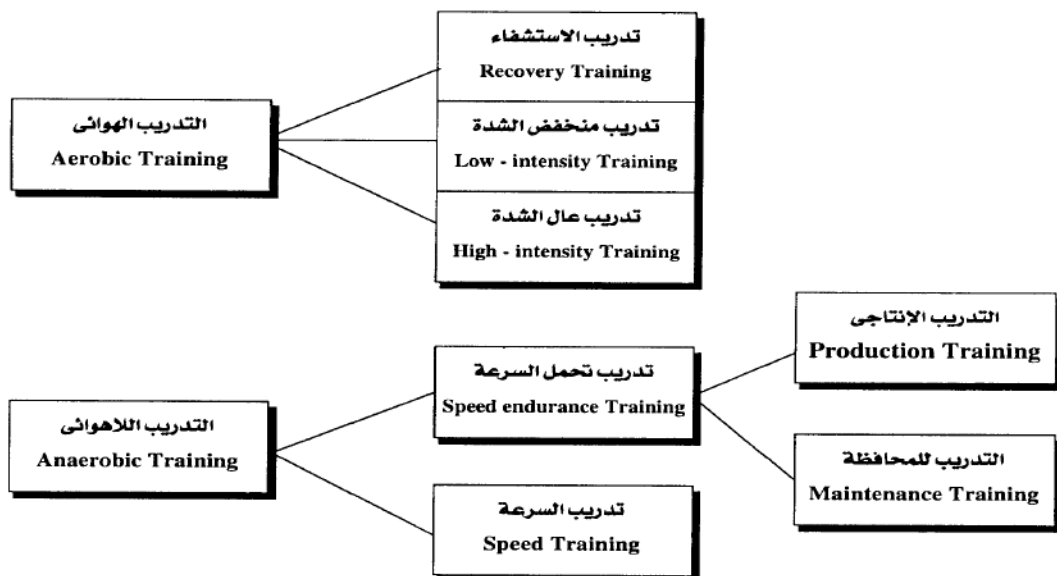 تدريب الاستشفاء
Recovery Training
التدريب الهوائى
Aerobic Training
تدريب منخفض الشدة
Low - intensity Training
تدريب عال الشدة
High - intensity Training
التدريب اللاهوائى
Anaerobic Training
تدريب تحمل السرعة
Speed endurance Training
التدريب الإنتاجى
Production Training
التدريب للمحافظة
Maintenance Training
تدريب السرعة
Speed Training